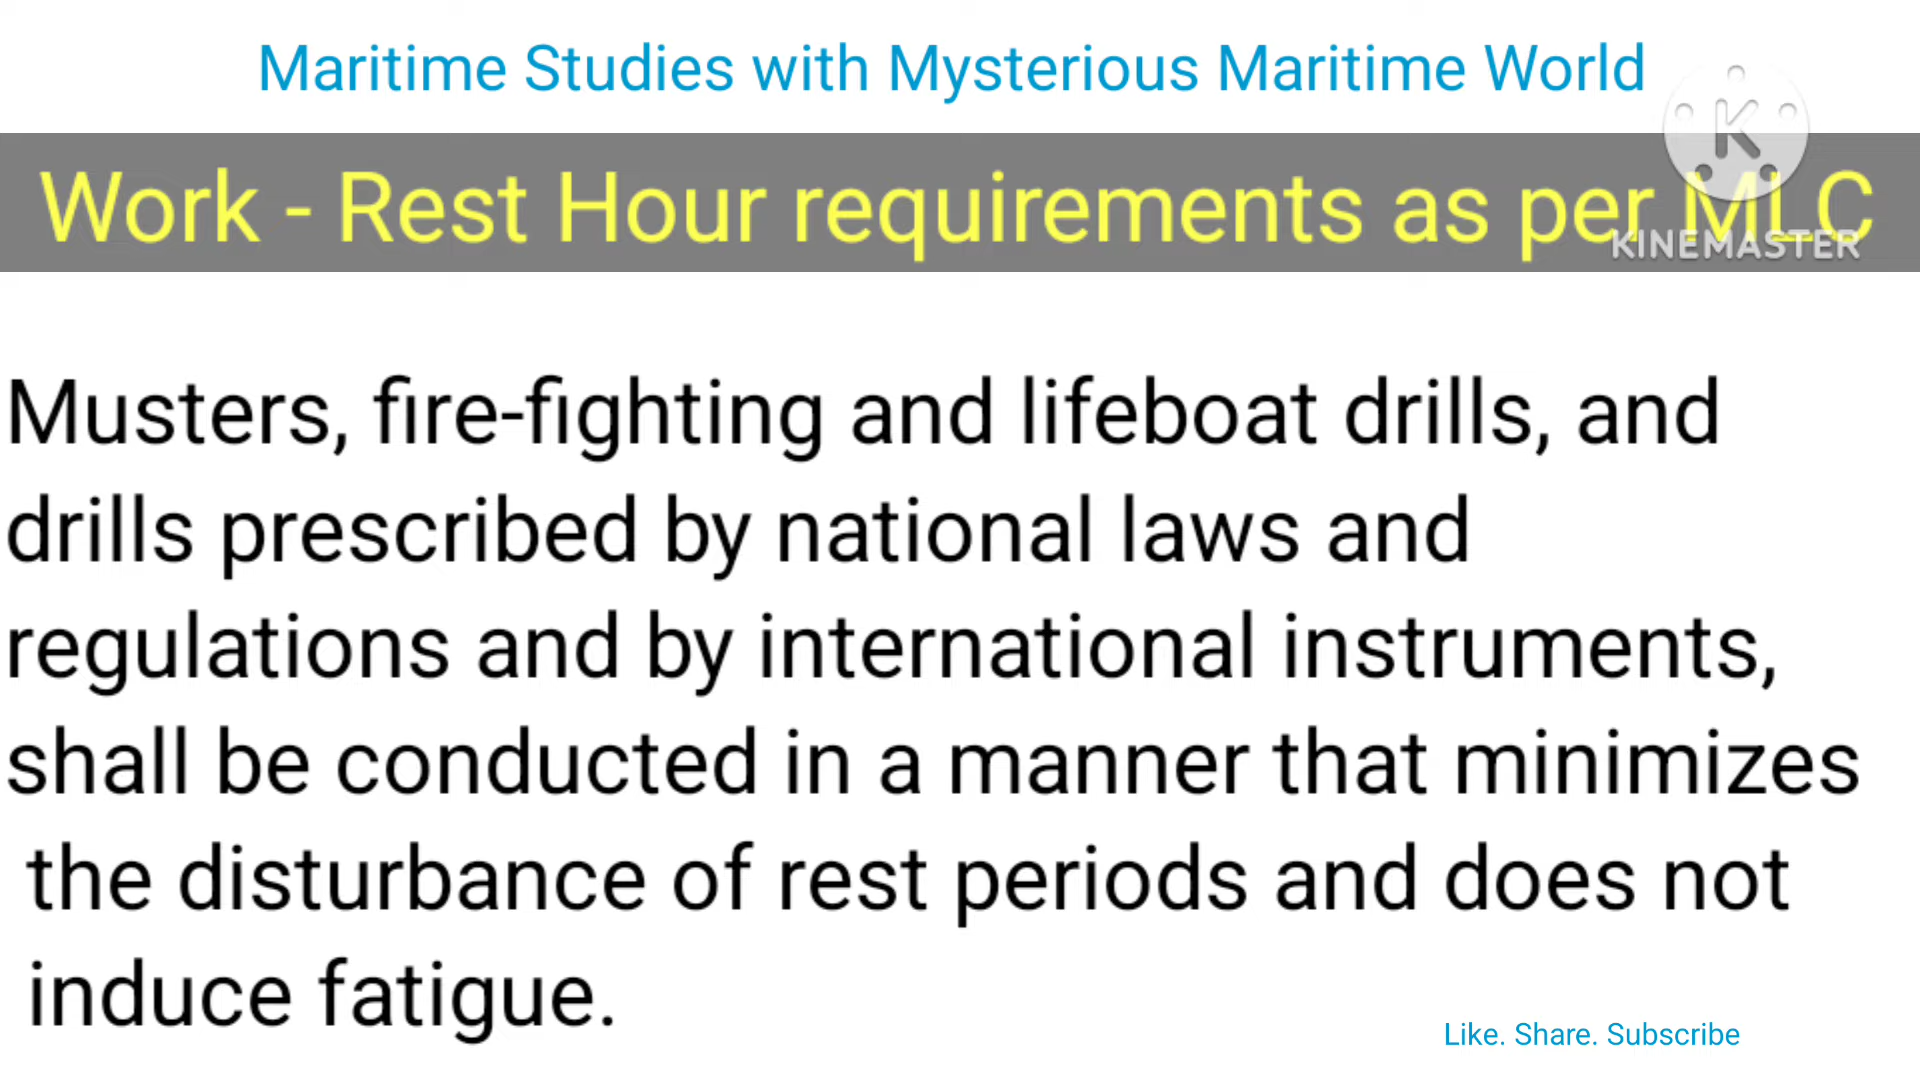 Maritime Studies with Mysterious Maritime World
K
Work - Rest Hour requirements as per MLC
KINEMASTER
Musters, fire-fighting and lifeboat drills, and
drills prescribed by national laws and
regulations and by international instruments,
shall be conducted in a manner that minimizes
the disturbance of rest periods and does not
induce fatigue.
Like. Share. Subscribe